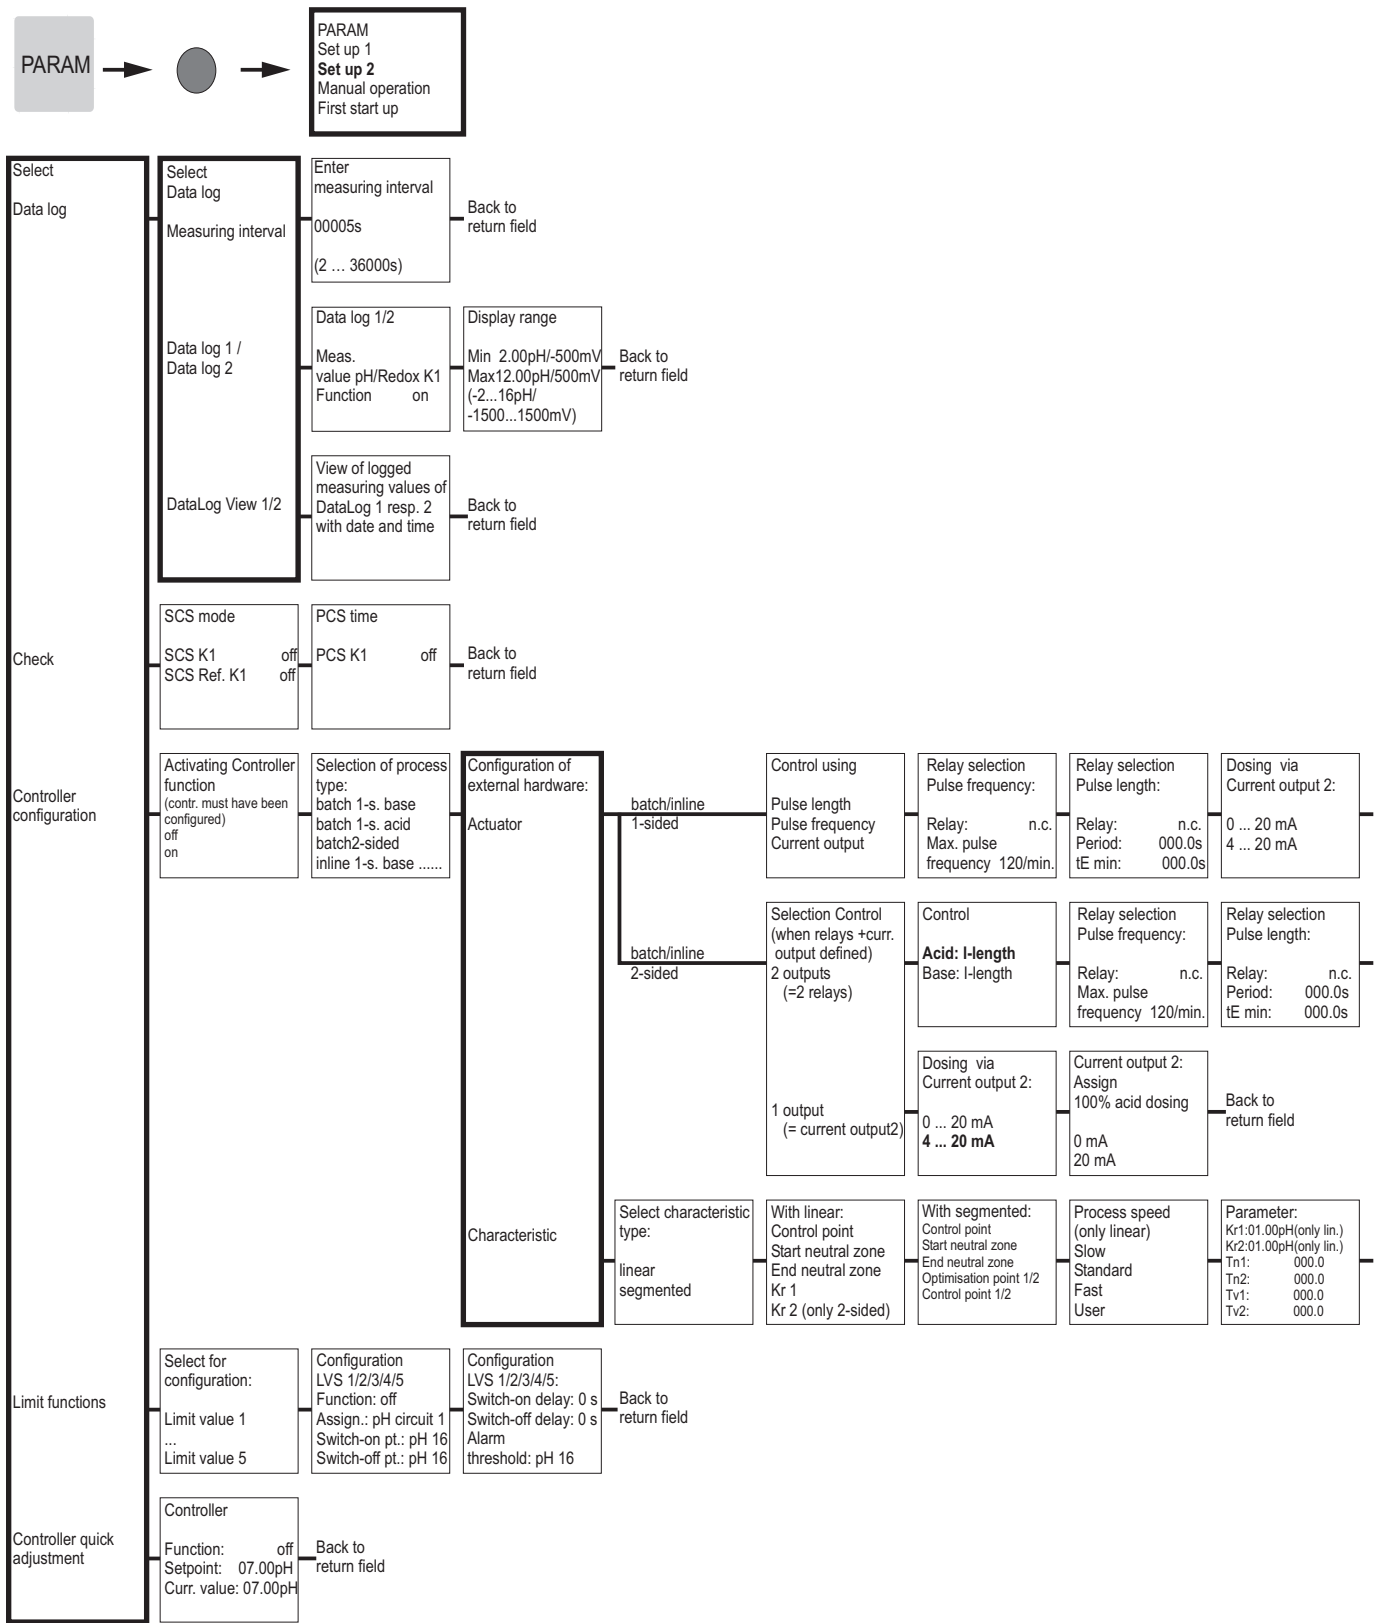 PARAM
PARAM
Set up 1
Set up 2
Manual operation
First start up
Select
Data log
Select
Data log
Measuring interval
Enter
measuring interval
00005s
(2 ... 36000s)
Back to
return field
Data log 1 /
Data log 2
Data log 1/2
Meas.
value pH/Redox K1
Function on
Display range
Min 2.00pH/-500mV
Max12.00pH/500mV
(-2...16pH/
-1500...1500mV)
Back to
return field
DataLog View 1/2
View of logged
measuring values of
DataLog 1 resp. 2
with date and time
Back to
return field
Check
SCS mode
SCS K1 off
SCS Ref. K1 off
PCS time
PCS K1 off
Back to
return field
Controller
configuration
Activating Controller
function
(contr. must have been
configured)
off
on
Selection of process
type:
batch 1-s. base
batch 1-s. acid
batch2-sided
inline 1-s. base ......
Configuration of
external hardware:
Actuator
batch/inline
1-sided
Control using
Pulse length
Pulse frequency
Current output
Relay selection
Pulse frequency:
Relay: n.c.
Max. pulse
frequency 120/min.
Relay selection
Pulse length:
Relay: n.c.
Period: 000.0s
tE min: 000.0s
Dosing via
Current output 2:
0 ... 20 mA
4 ... 20 mA
batch/inline
2-sided
Selection Control
(when relays +curr.
output defined)
2 outputs
(=2 relays)
Control
Acid: I-length
Base: I-length
Relay selection
Pulse frequency:
Relay: n.c.
Max. pulse
frequency 120/min.
Relay selection
Pulse length:
Relay: n.c.
Period: 000.0s
tE min: 000.0s
1 output
(= current output2)
Dosing via
Current output 2:
0 ... 20 mA
4 ... 20 mA
Current output 2:
Assign
100% acid dosing
0 mA
20 mA
Back to
return field
Characteristic
Select characteristic
type:
linear
segmented
With linear:
Control point
Start neutral zone
End neutral zone
Kr 1
Kr 2 (only 2-sided)
With segmented:
Control point
Start neutral zone
End neutral zone
Optimisation point 1/2
Control point 1/2
Process speed
(only linear)
Slow
Standard
Fast
User
Parameter:
Kr1:01.00pH(only lin.)
Kr2:01.00pH(only lin.)
Tn1: 000.0
Tn2: 000.0
Tv1: 000.0
Tv2: 000.0
Limit functions
Select for
configuration:
Limit value 1
...
Limit value 5
Configuration
LVS 1/2/3/4/5
Function: off
Assign.: pH circuit 1
Switch-on pt.: pH 16
Switch-off pt.: pH 16
Configuration
LVS 1/2/3/4/5:
Switch-on delay: 0 s
Switch-off delay: 0 s
Alarm
threshold: pH 16
Back to
return field
Controller quick
adjustment
Controller
Function: off
Setpoint: 07.00pH
Curr. value: 07.00pH
Back to
return field